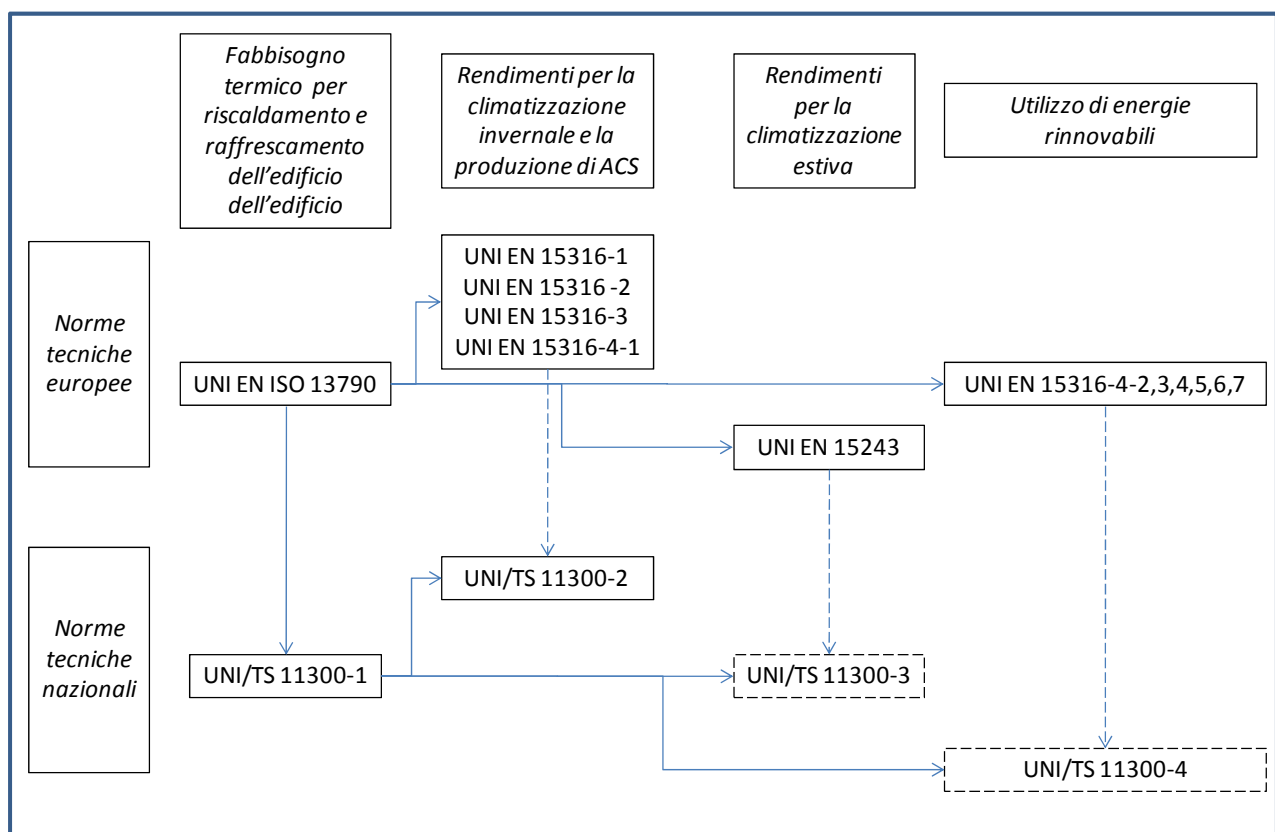 Fabbisogno
termico per
riscaldamento e
raffrescamento
dell'edificio
dell'edificio
Rendimenti per la
climatizzazione
invernale e la
produzione di ACS
Rendimenti
per la
climatizzazione
estiva
Utilizzo di energie
rinnovabili
Norme
tecniche
europee
UNI EN ISO 13790
UNI EN 15316-1
UNI EN 15316 -2
UNI EN 15316-3
UNI EN 15316-4-1
UNI EN 15243
UNI EN 15316-4-2,3,4,5,6,7
Norme
tecniche
nazionali
UNI/TS 11300-1
UNI/TS 11300-2
UNI/TS 11300-3
UNI/TS 11300-4